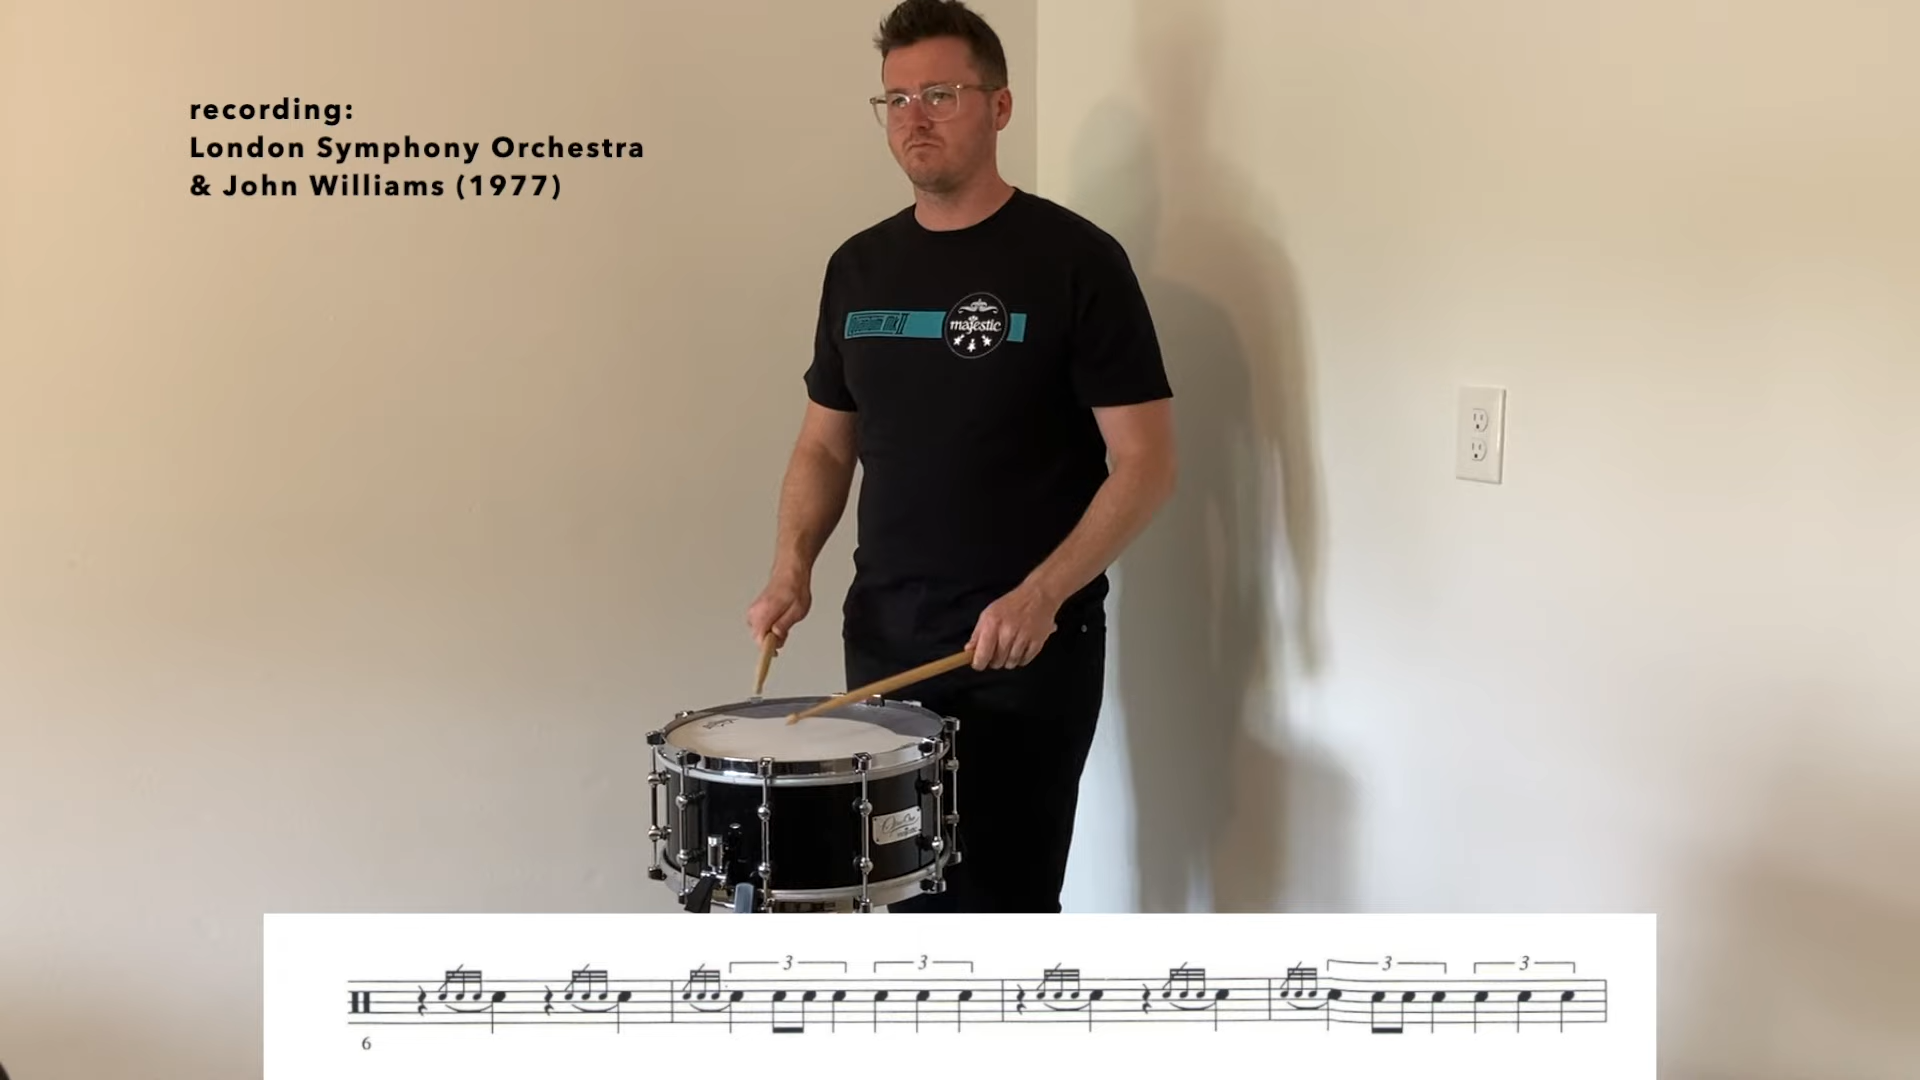 recording:
London Symphony Orchestra
& John Williams (1977)
majestic
3
3
3
3
6